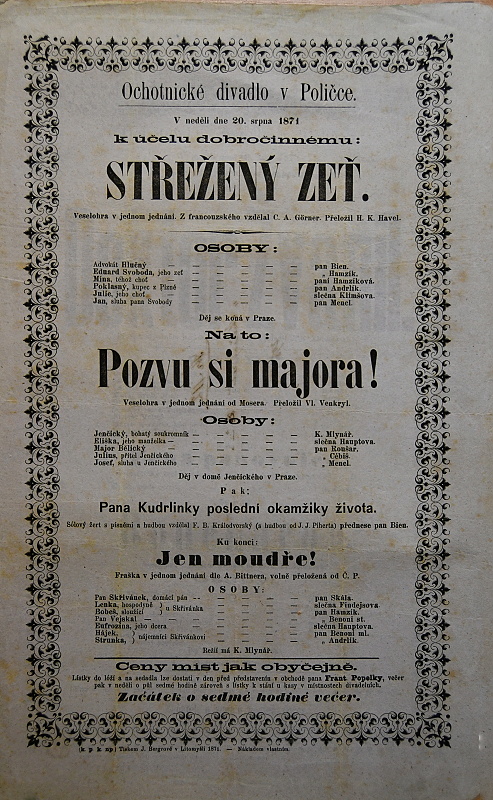 Ochotnické divadlo v Poličce.
V neděli dne 20. srpna 1871
k účelu dobročinnému:
STŘEŽENÝ ZEŤ.
Veselohra v jednom jednání. Z francouzského vzdělal C. A. Görner. Přeložil H. K. Havel.
OSOBY:
Advokát Hlučný — — — — — pan Bien.
Eduard Svoboda, jeho zeť — — — — „ Hamzík.
Mína, téhož choť — — — — paní Hamzíková.
Poklasný, kupec z Plzně — — — — pan Andrlík.
Julie, jeho choť — — — — — slečna Klimšova.
Jan, sluha pana Svobody — — — — pan Mencl.
Děj se koná v Praze.
Na to:
Pozvu si majora!
Veselohra v jednom jednání od Mosera. Přeložil Vl. Venkryl.
Osoby:
Jenčický, bohatý soukromník — — — — K. Mlynář.
Eliška, jeho manželka — — — — — slečna Hauptova.
Major Bělický — — — — — pan Roušar.
Julius, přítel Jenčického — — — — „ Cébiš.
Josef, sluha u Jenčického — — — — „ Mencl.
Děj v domě Jenčického v Praze.
Pak:
Pana Kudrlinky poslední okamžiky života.
Sólový žert s písněmi a hudbou vzdělal F. B. Králodvorský (a hudbou od J. J. Piherta) přednese pan Bien.
Ku konci:
Jen moudře!
Fraška v jednom jednání dle A. Bittnera, volně přeložená od Č. P.
OSOBY:
Pan Skřivánek, domácí pán — — — — pan Skála.
Lenka, hospodyně } u Skřivánka — — — — slečna Findejsova.
Bobeš, sloužící — — — — pan Hamzík.
Pan Vejskal — — — — — „ Benoni st.
Eufrozina, jeho dcera — — — — slečna Hauptova.
Hájek, } nájemníci Skřivánkovi — — — — pan Benoni ml.
Strunka, — — — — „ Andrlík.
Režii má K. Mlynář.
Ceny míst jak obyčejně.
Lístky do lóží a na sedadla lze dostati v den před představením v obchodě pana Frant. Popelky, večer
pak v neděli o půl sedmé hodině zároveň s lístky k stání u kasy v místnostech divadelních.
Začátek o sedmé hodině večer.
(k p k np) Tiskem J. Bergrově v Litomyšli 1871. — Nákladem vlastním.